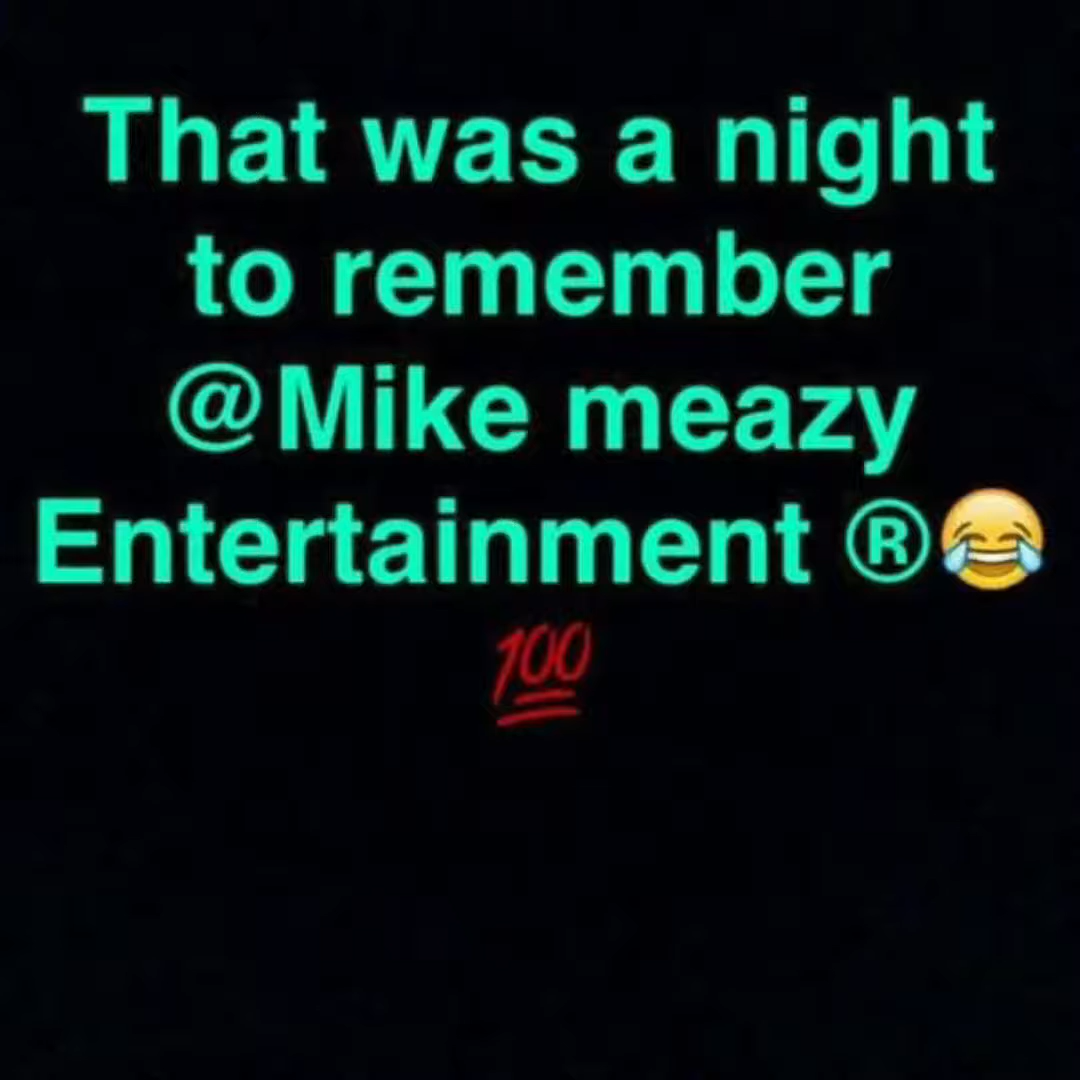 That was a night
to remember
@Mike meazy
Entertainment ®😂
💯